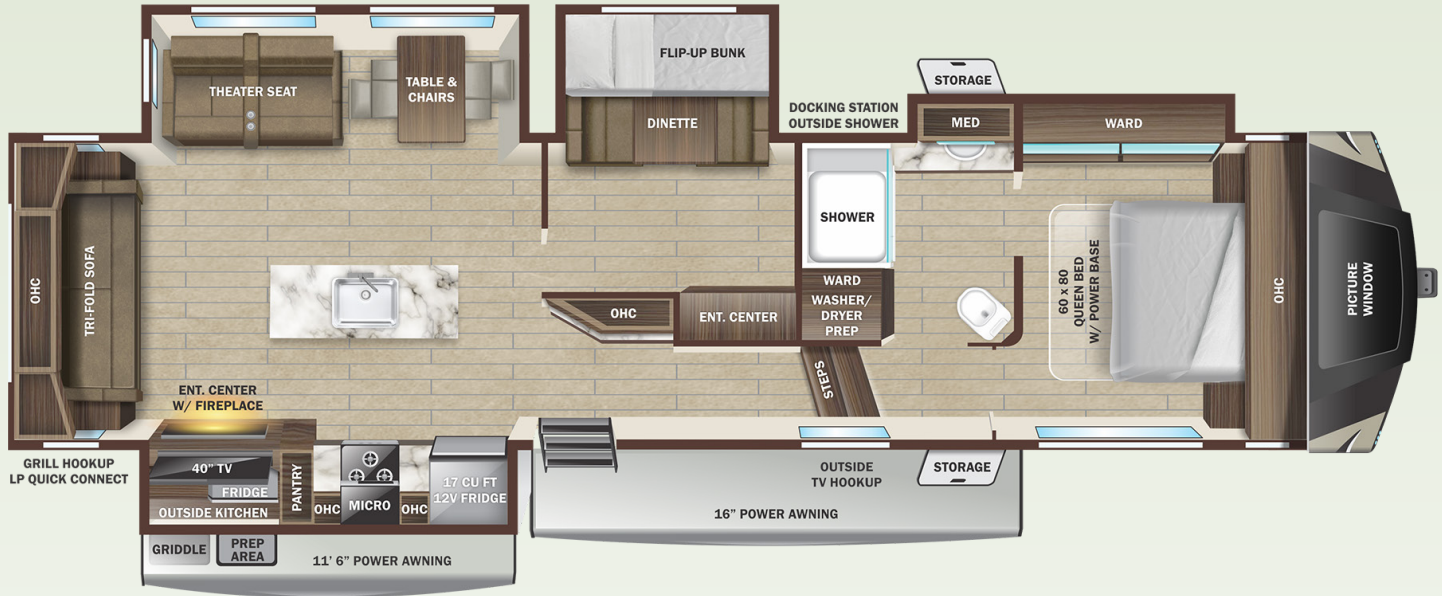 THEATER SEAT
TABLE &
CHAIRS
FLIP-UP BUNK
DINETTE
DOCKING STATION
OUTSIDE SHOWER
STORAGE
MED
WARD
OHC
TRI-FOLD SOFA
SHOWER
WARD
WASHER/
DRYER
PREP
OHC
ENT. CENTER
STEPS
60 x 80
QUEEN BED
W/ POWER BASE
OHC
PICTURE
WINDOW
ENT. CENTER
W/ FIREPLACE
GRILL HOOKUP
LP QUICK CONNECT
40" TV
FRIDGE
OUTSIDE KITCHEN
PANTRY
OHC
MICRO
OHC
17 CU FT
12V FRIDGE
OUTSIDE
TV HOOKUP
STORAGE
16" POWER AWNING
GRIDDLE
PREP
AREA
11' 6" POWER AWNING